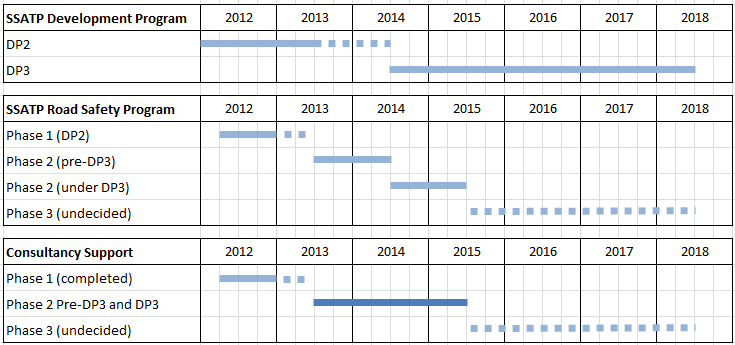 SSATP Development Program 2012 2013 2014 2015 2016 2017 2018
DP2
DP3
SSATP Road Safety Program 2012 2013 2014 2015 2016 2017 2018
Phase 1 (DP2)
Phase 2 (pre-DP3)
Phase 2 (under DP3)
Phase 3 (undecided)
Consultancy Support 2012 2013 2014 2015 2016 2017 2018
Phase 1 (completed)
Phase 2 Pre-DP3 and DP3
Phase 3 (undecided)